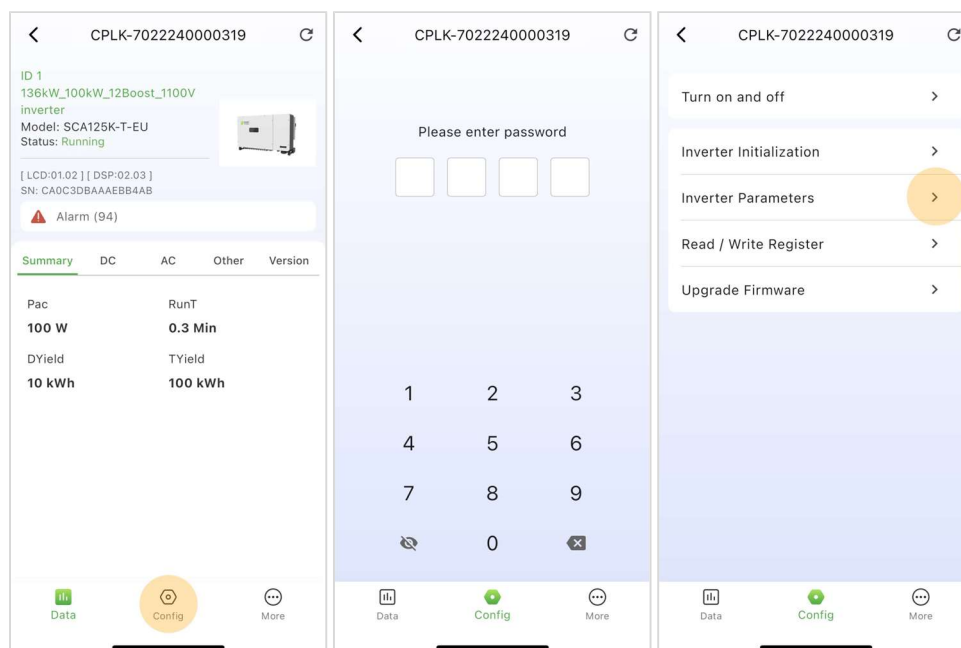 CPLK-7022240000319
ID 1
136kW_100kW_12Boost_1100V
inverter
Model: SCA125K-T-EU
Status: Running
[ LCD:01.02 ] [ DSP:02.03 ]
SN: CA0C3DBAAAEBB4AB
Alarm (94)
Summary DC AC Other Version
Pac RunT
100 W 0.3 Min
DYield TYield
10 kWh 100 kWh
Data Config More
CPLK-7022240000319
Please enter password
1 2 3
4 5 6
7 8 9
0
Data Config More
CPLK-7022240000319
Turn on and off
Inverter Initialization
Inverter Parameters
Read / Write Register
Upgrade Firmware
Data Config More